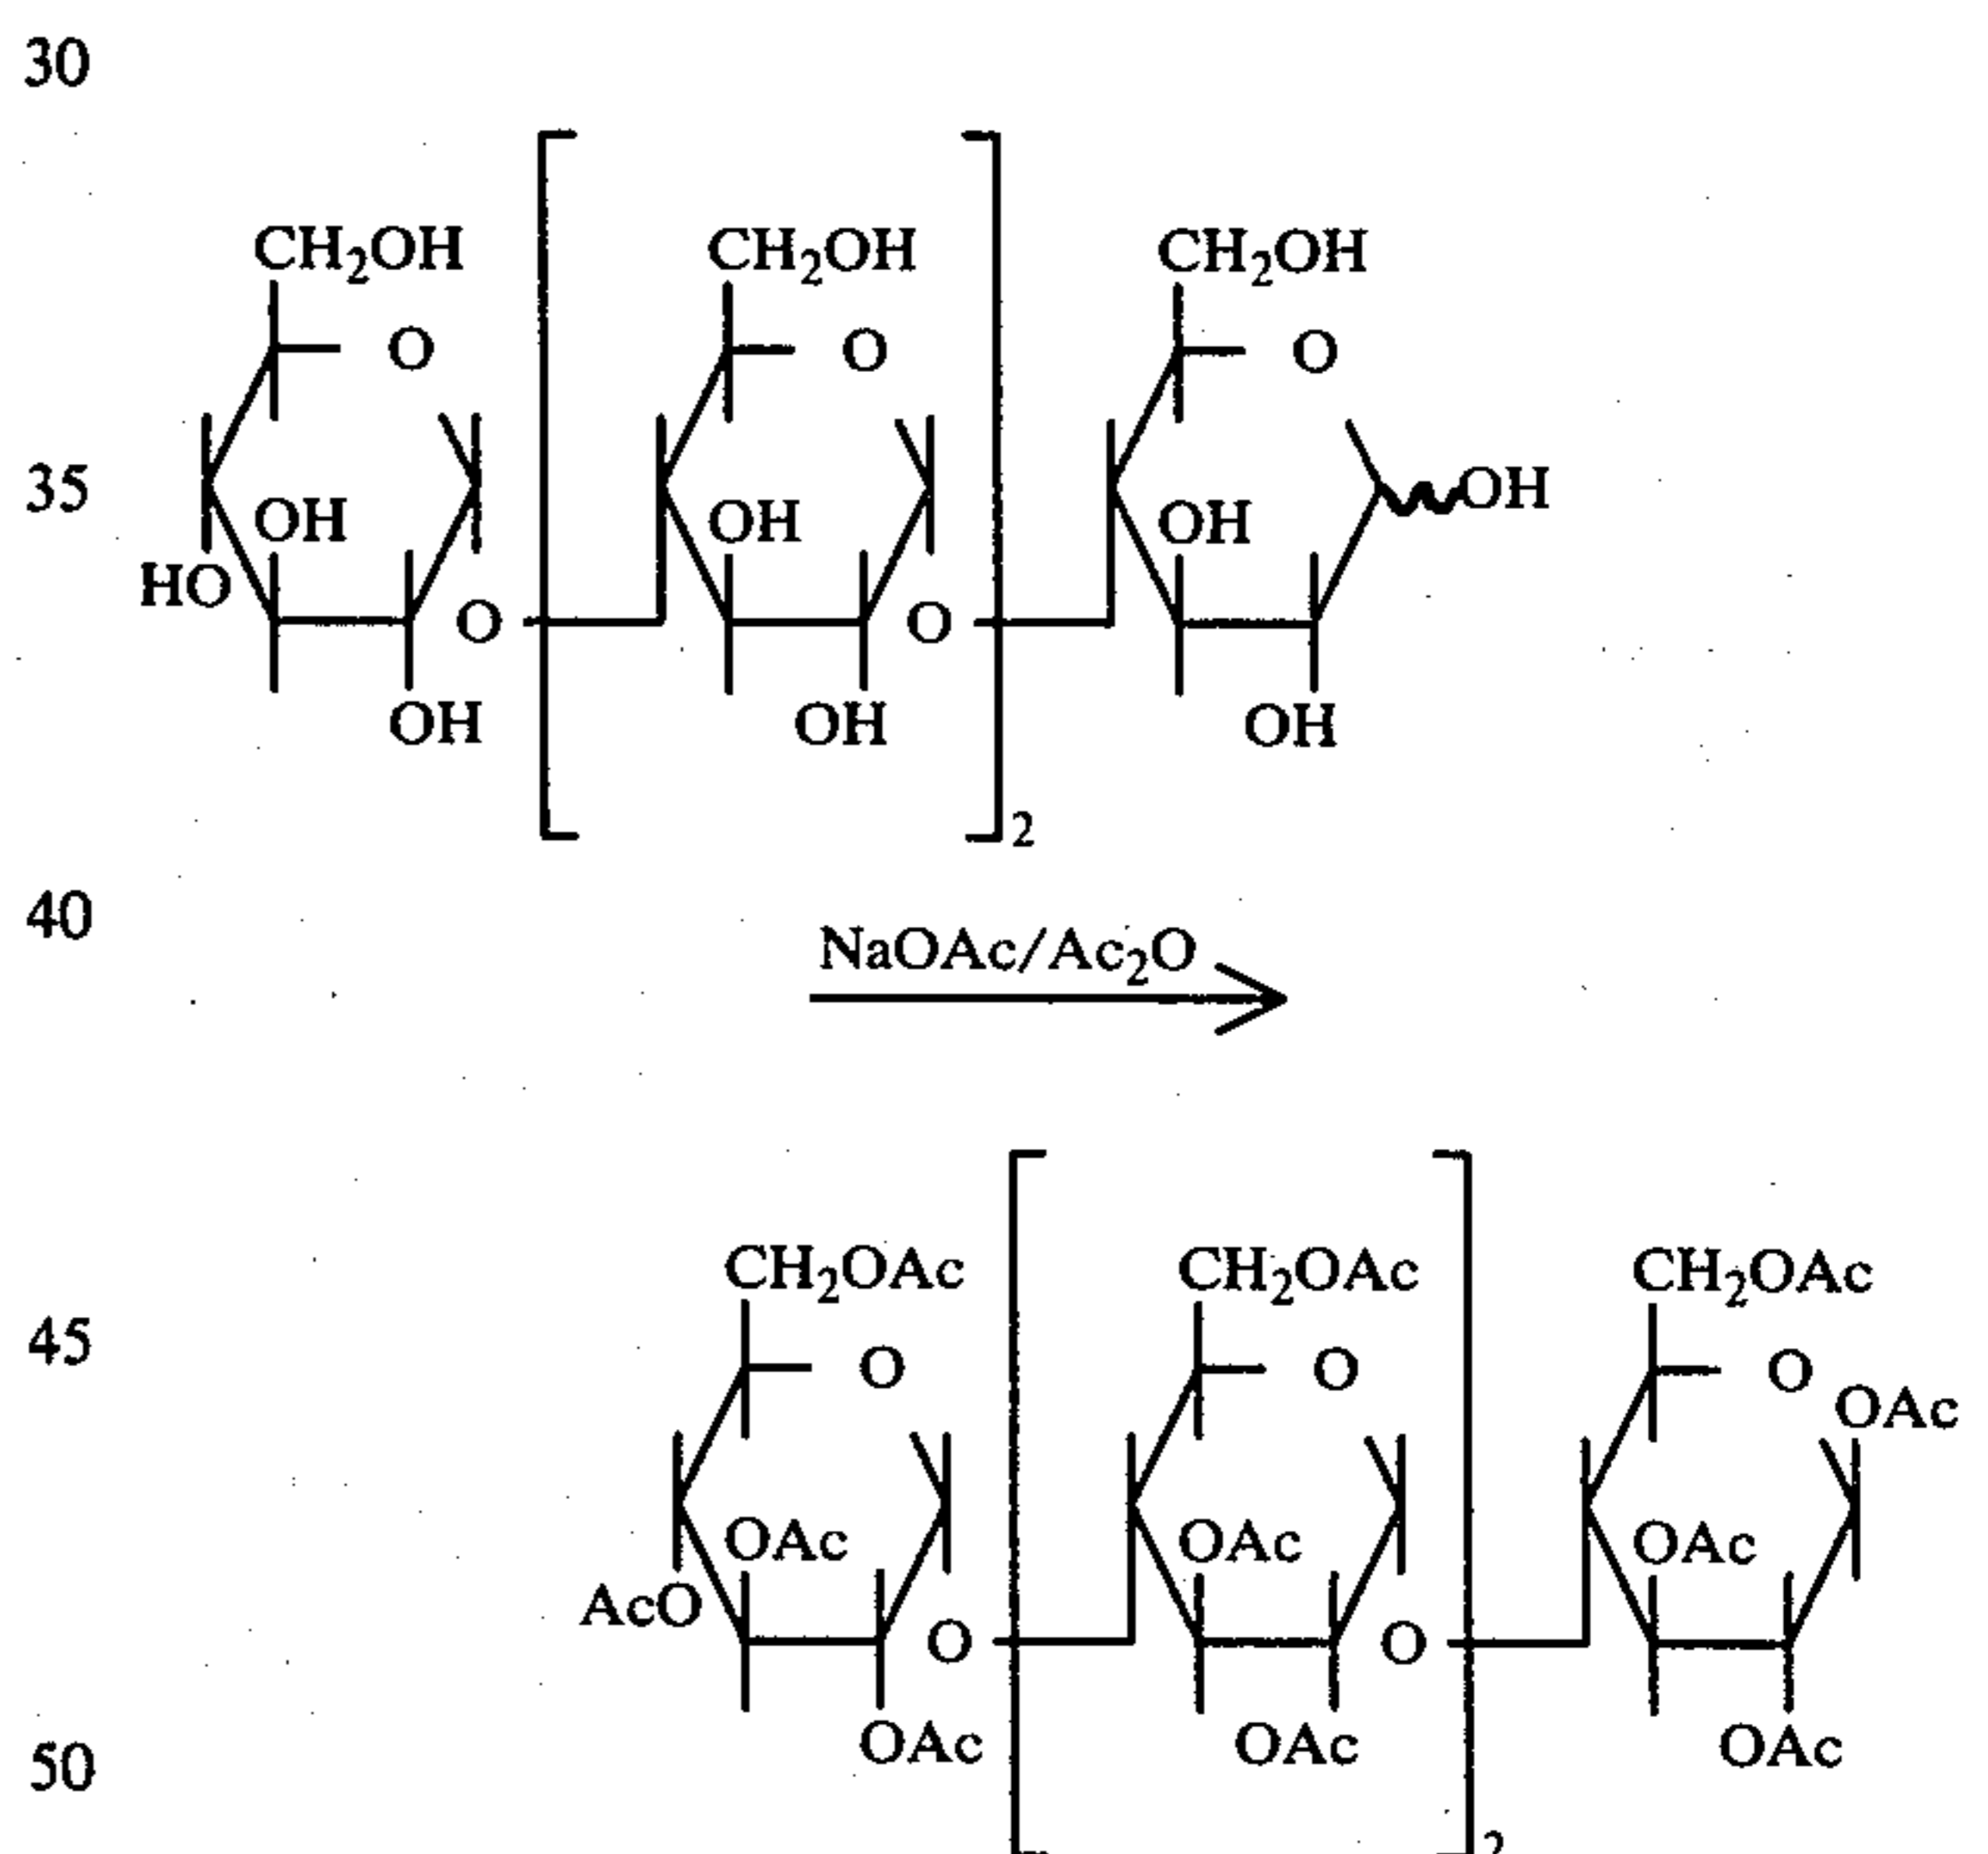 30
CH₂OH CH₂OH CH₂OH
O O O
35 OH OH OH OH
HO O O
OH OH OH
2
40 NaOAc/Ac₂O
CH₂OAc CH₂OAc CH₂OAc
45 O O O
OAc
OAc OAc OAc
AcO O O
OAc OAc OAc
50
2